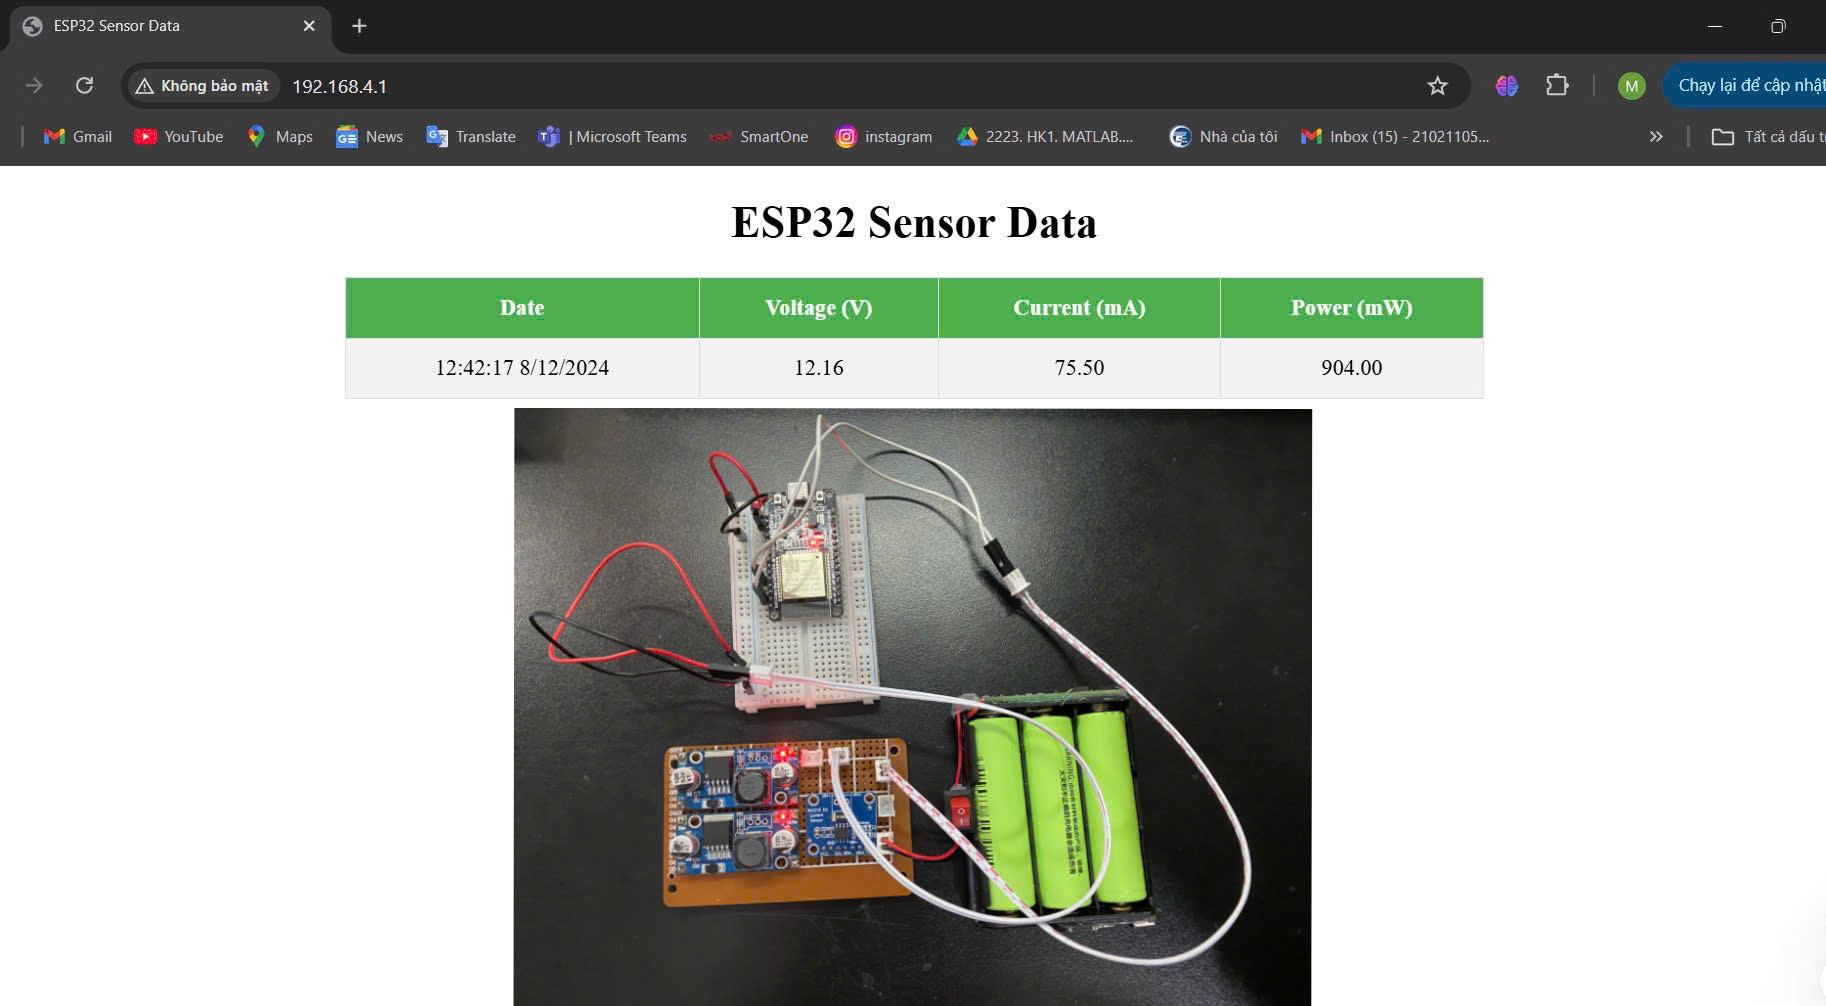 ESP32 Sensor Data
Không bảo mật 192.168.4.1
M
Chạy lại để cập nhật
Gmail YouTube Maps News Translate | Microsoft Teams SmartOne instagram 2223. HK1. MATLAB.... Nhà của tôi Inbox (15) - 21021105... Tất cả dấu
ESP32 Sensor Data
Date Voltage (V) Current (mA) Power (mW)
12:42:17 8/12/2024 12.16 75.50 904.00
Current
Sensor
WARNING: